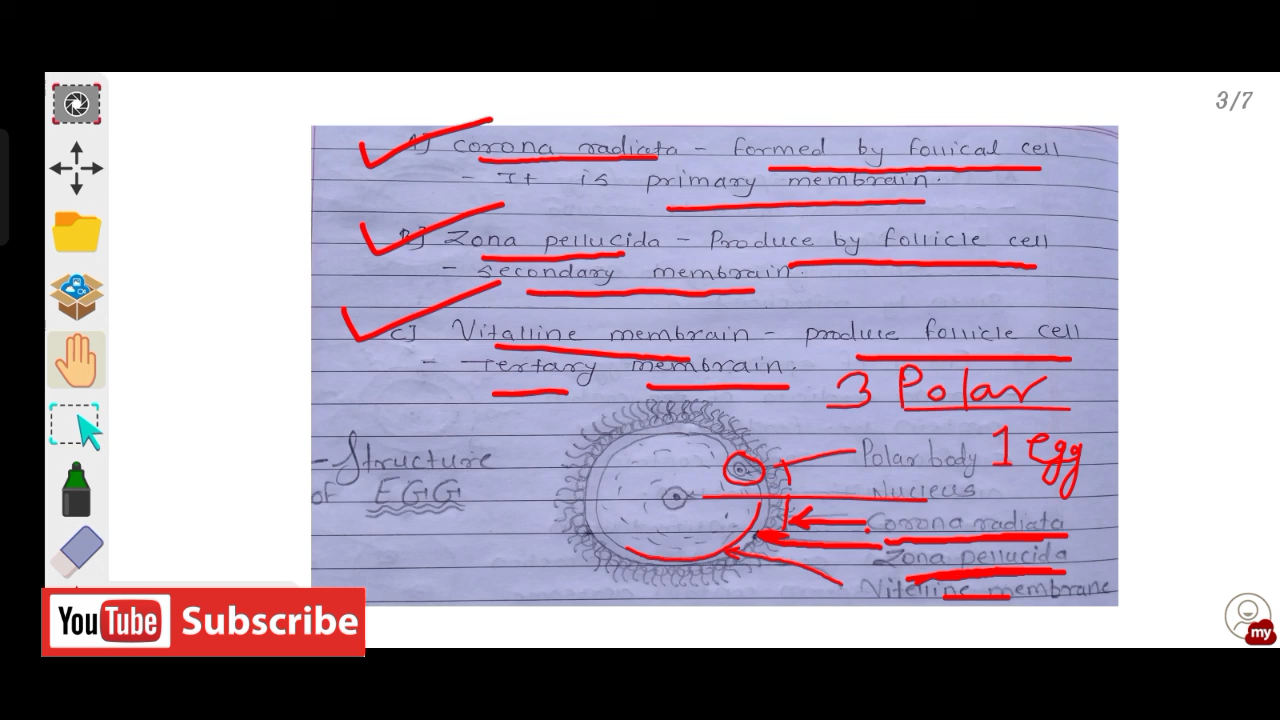 3/7
A] Corona radiata - formed by follical cell
- It is primary membrain.
B] Zona pellucida - Produce by follicle cell
- secondary membrain.
C] Vitalline membrain - produce follicle cell
- Tertary membrain.
3 Polar
1 egg
- Structure
of EGG
Polar body
Nucleus
Corona radiata
Zona pellucida
Vitelline membrane
YouTube Subscribe
my